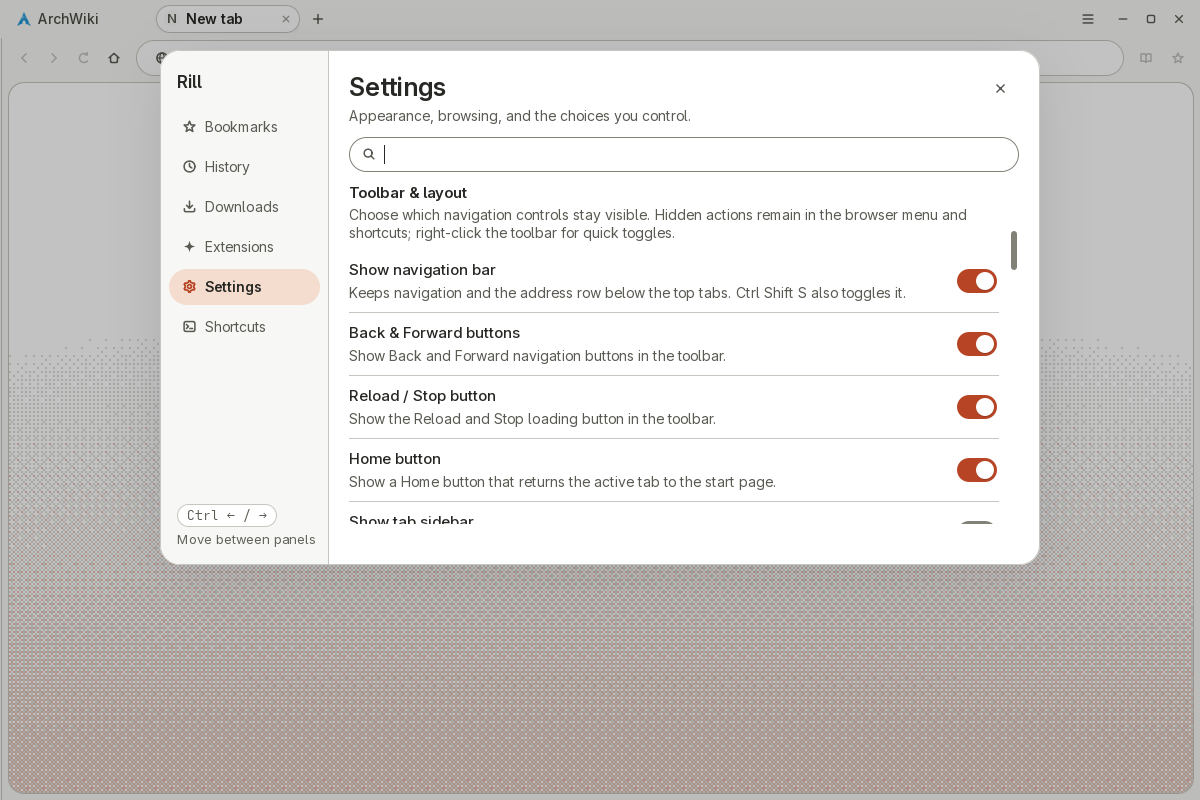 ArchWiki
N New tab
Rill
Bookmarks
History
Downloads
Extensions
Settings
Shortcuts
Ctrl ← / →
Move between panels
Settings
Appearance, browsing, and the choices you control.
Toolbar & layout
Choose which navigation controls stay visible. Hidden actions remain in the browser menu and
shortcuts; right-click the toolbar for quick toggles.
Show navigation bar
Keeps navigation and the address row below the top tabs. Ctrl Shift S also toggles it.
Back & Forward buttons
Show Back and Forward navigation buttons in the toolbar.
Reload / Stop button
Show the Reload and Stop loading button in the toolbar.
Home button
Show a Home button that returns the active tab to the start page.
Show tab sidebar